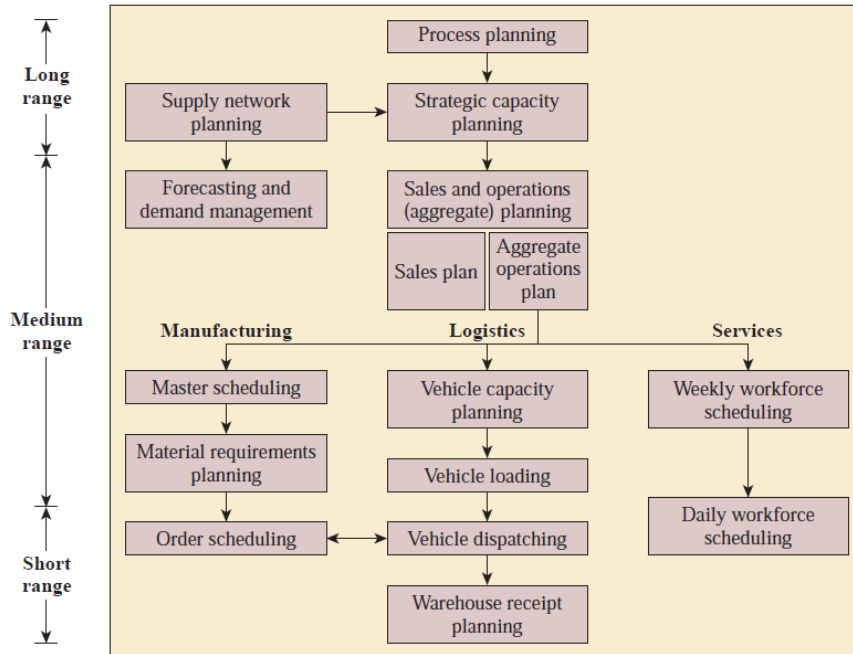 Long
range
Medium
range
Short
range
Process planning
Supply network
planning
Strategic capacity
planning
Forecasting and
demand management
Sales and operations
(aggregate) planning
Sales plan
Aggregate
operations
plan
Manufacturing
Logistics
Services
Master scheduling
Vehicle capacity
planning
Weekly workforce
scheduling
Material requirements
planning
Vehicle loading
Order scheduling
Vehicle dispatching
Daily workforce
scheduling
Warehouse receipt
planning